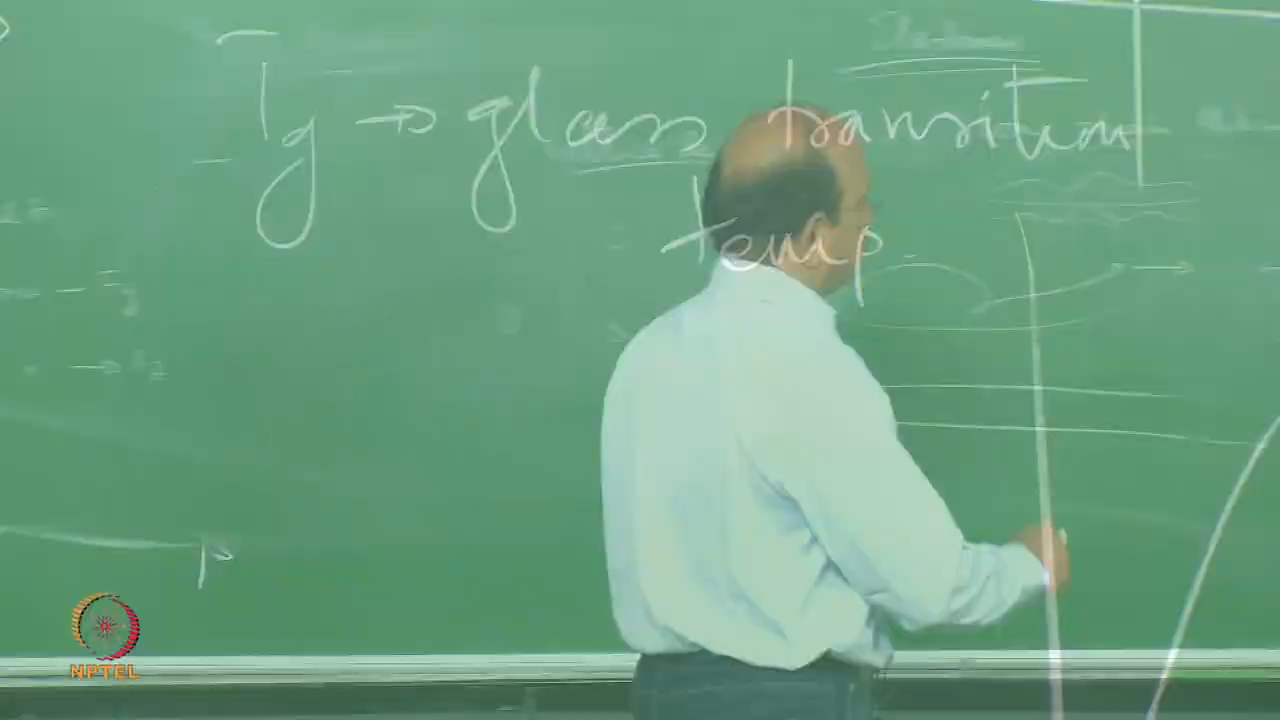 Tg → glass transition
temp
NPTEL